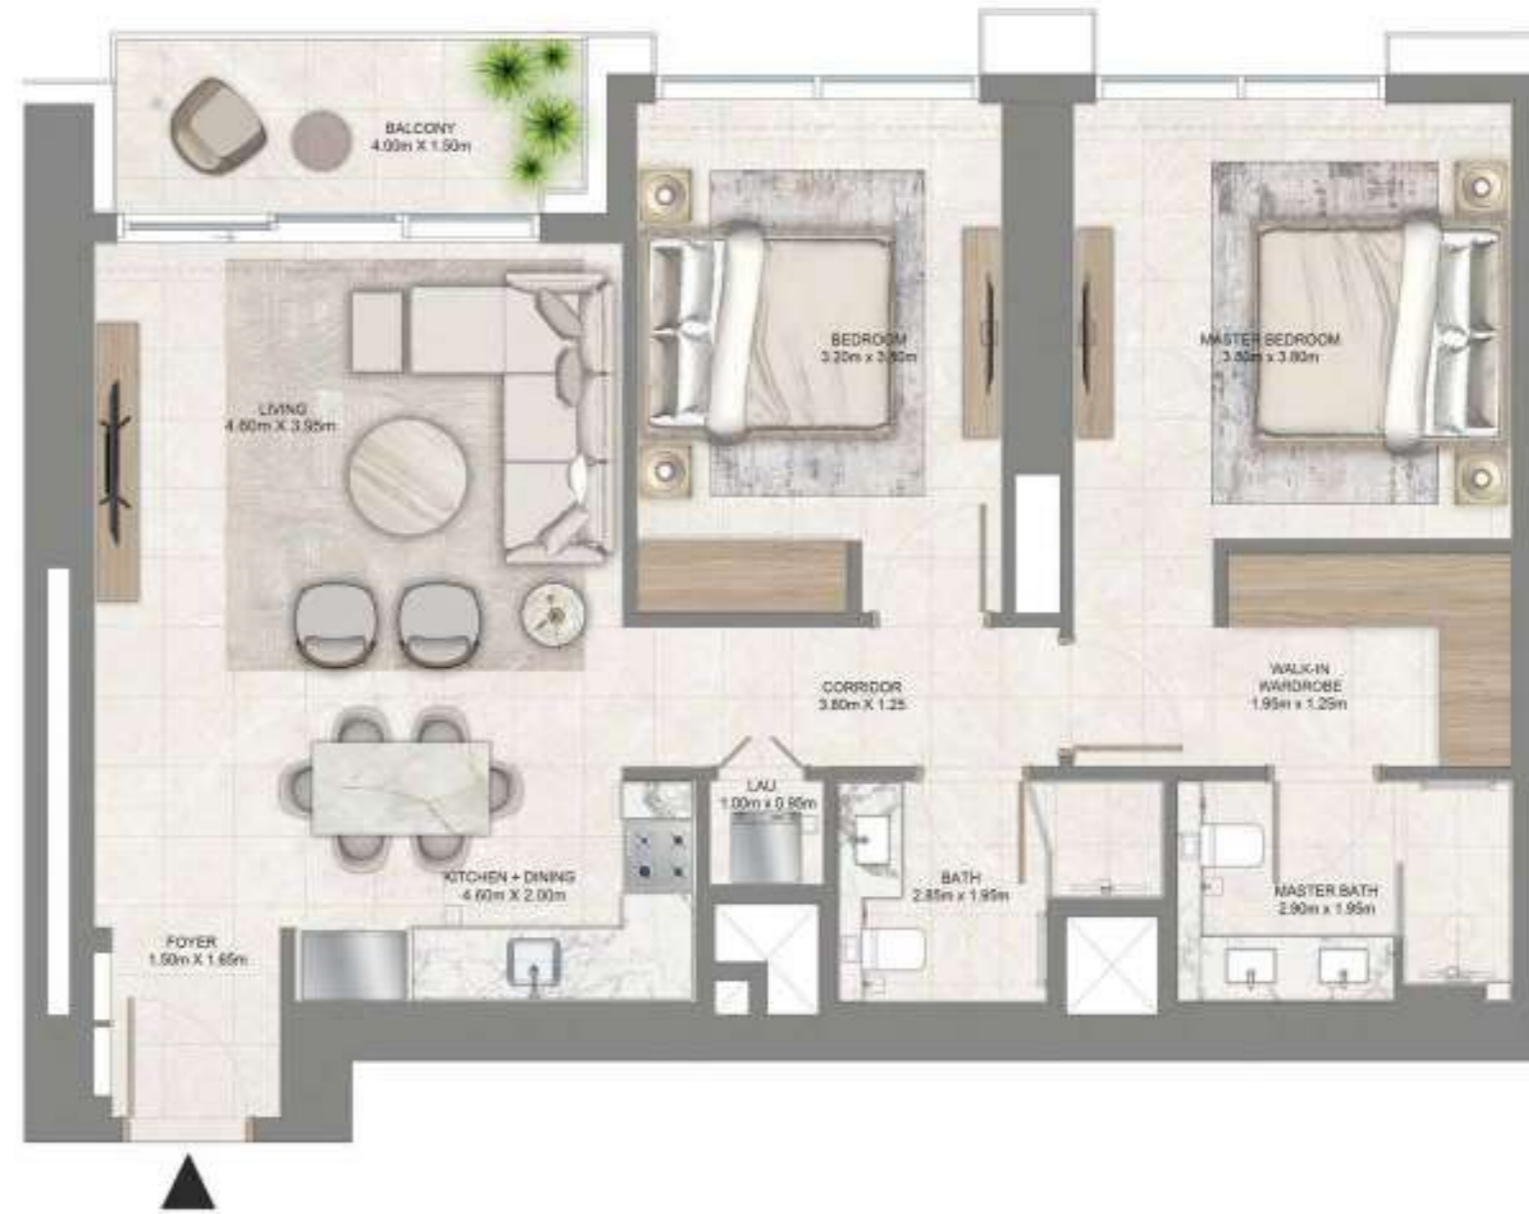 BALCONY
4.00m X 1.50m
BEDROOM
3.20m x 3.80m
MASTER BEDROOM
3.80m x 3.80m
LIVING
4.60m X 3.95m
CORRIDOR
3.80m X 1.25
WALK-IN
WARDROBE
1.95m x 1.25m
LAU
1.00m x 0.95m
KITCHEN + DINING
4.60m X 2.00m
BATH
2.85m x 1.95m
MASTER BATH
2.90m x 1.95m
FOYER
1.50m X 1.65m